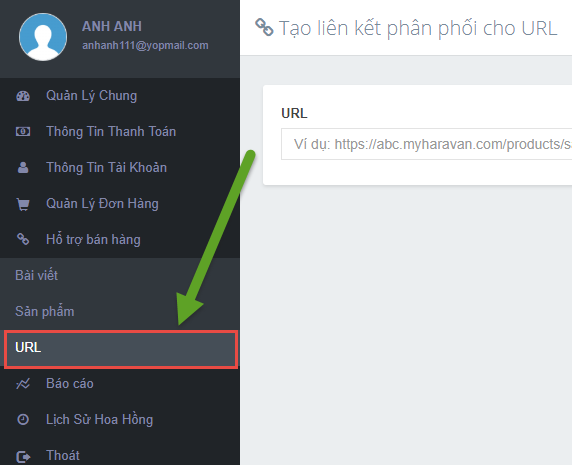 ANH ANH
anhanh111@yopmail.com
Quản Lý Chung
Thông Tin Thanh Toán
Thông Tin Tài Khoản
Quản Lý Đơn Hàng
Hỗ trợ bán hàng
Bài viết
Sản phẩm
URL
Báo cáo
Lịch Sử Hoa Hồng
Thoát
Tạo liên kết phân phối cho URL
URL
Ví dụ: https://abc.myharavan.com/products/s